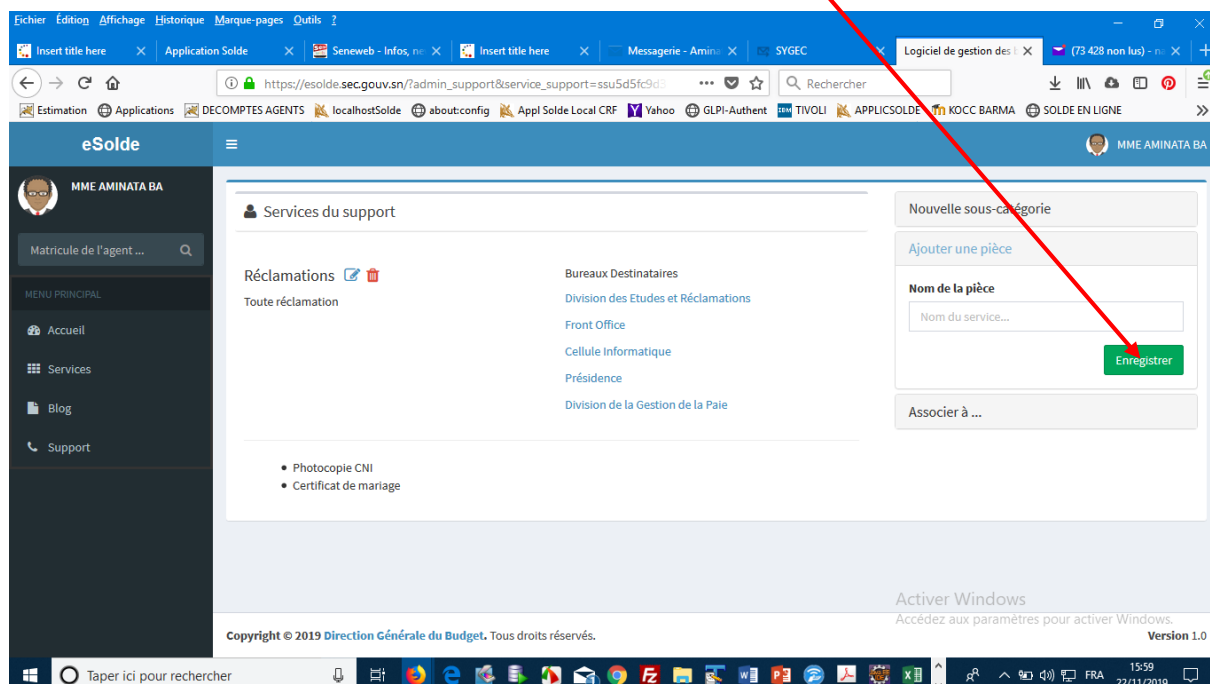 Fichier Édition Affichage Historique Marque-pages Outils ?
Insert title here Application Solde Seneweb - Infos, ne Insert title here Messagerie - Amina SYGEC Logiciel de gestion des (73 428 non lus) - na
https://esolde.sec.gouv.sn/?admin_support&service_support=ssu5d5fc9d3 Rechercher
Estimation Applications DECOMPTES AGENTS localhostSolde about:config Appl Solde Local CRF Yahoo GLPI-Authent TIVOLI APPLICSOLDE KOCC BARMA SOLDE EN LIGNE
eSolde MME AMINATA BA
MME AMINATA BA
Matricule de l'agent ...
MENU PRINCIPAL
Accueil
Services
Blog
Support
Services du support
Réclamations
Toute réclamation
Bureaux Destinataires
Division des Etudes et Réclamations
Front Office
Cellule Informatique
Présidence
Division de la Gestion de la Paie
• Photocopie CNI
• Certificat de mariage
Nouvelle sous-catégorie
Ajouter une pièce
Nom de la pièce
Nom du service...
Enregistrer
Associer à ...
Activer Windows
Accédez aux paramètres pour activer Windows.
Copyright © 2019 Direction Générale du Budget. Tous droits réservés. Version 1.0
Taper ici pour rechercher FRA 15:59
22/11/2019